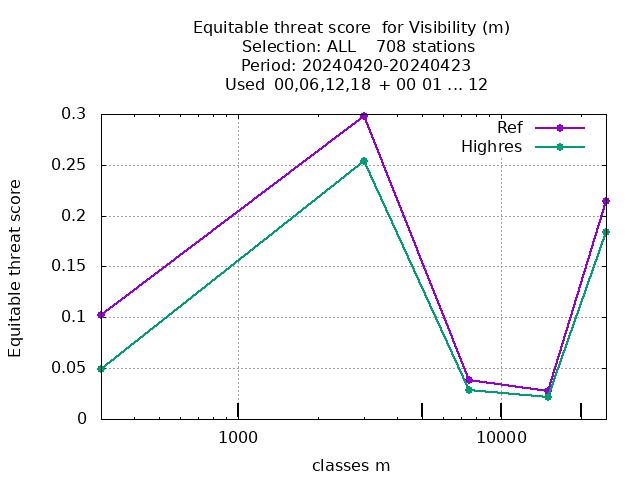 Equitable threat score  for Visibility (m)
Selection: ALL    708 stations
Period: 20240420-20240423
Used  00,06,12,18  + 00 01 ... 12
Ref
Highres
0.3
0.25
0.2
0.15
0.1
0.05
0
Equitable threat score
1000
10000
classes m